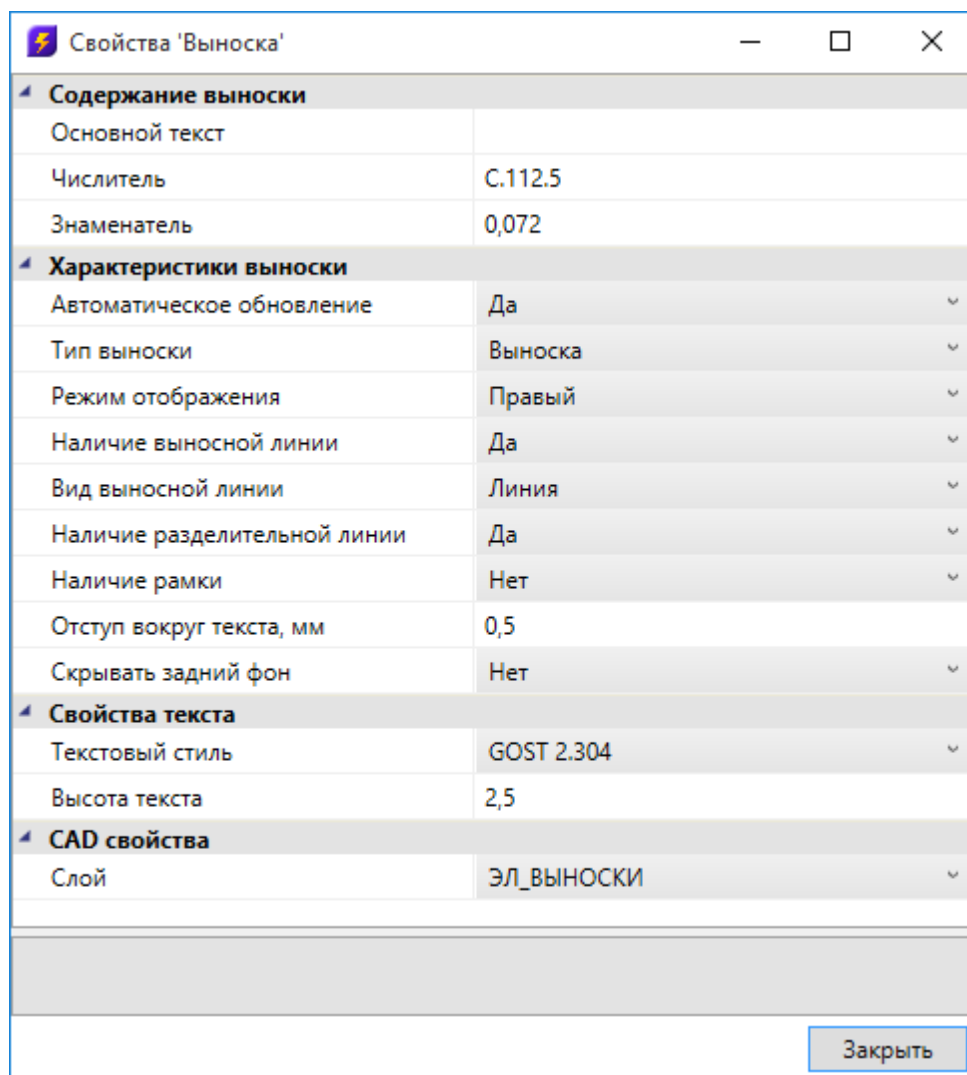 Свойства 'Выноска'
Содержание выноски
Основной текст
Числитель С.112.5
Знаменатель 0,072
Характеристики выноски
Автоматическое обновление Да
Тип выноски Выноска
Режим отображения Правый
Наличие выносной линии Да
Вид выносной линии Линия
Наличие разделительной линии Да
Наличие рамки Нет
Отступ вокруг текста, мм 0,5
Скрывать задний фон Нет
Свойства текста
Текстовый стиль GOST 2.304
Высота текста 2,5
CAD свойства
Слой ЭЛ_ВЫНОСКИ
Закрыть